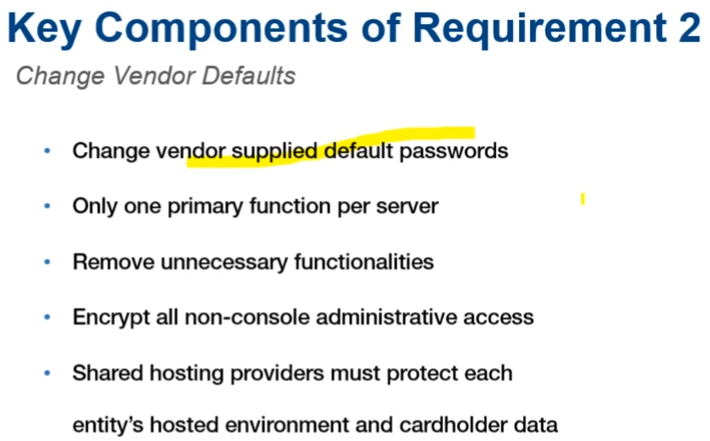 Key Components of Requirement 2
Change Vendor Defaults
• Change vendor supplied default passwords
• Only one primary function per server
• Remove unnecessary functionalities
• Encrypt all non-console administrative access
• Shared hosting providers must protect each
entity's hosted environment and cardholder data